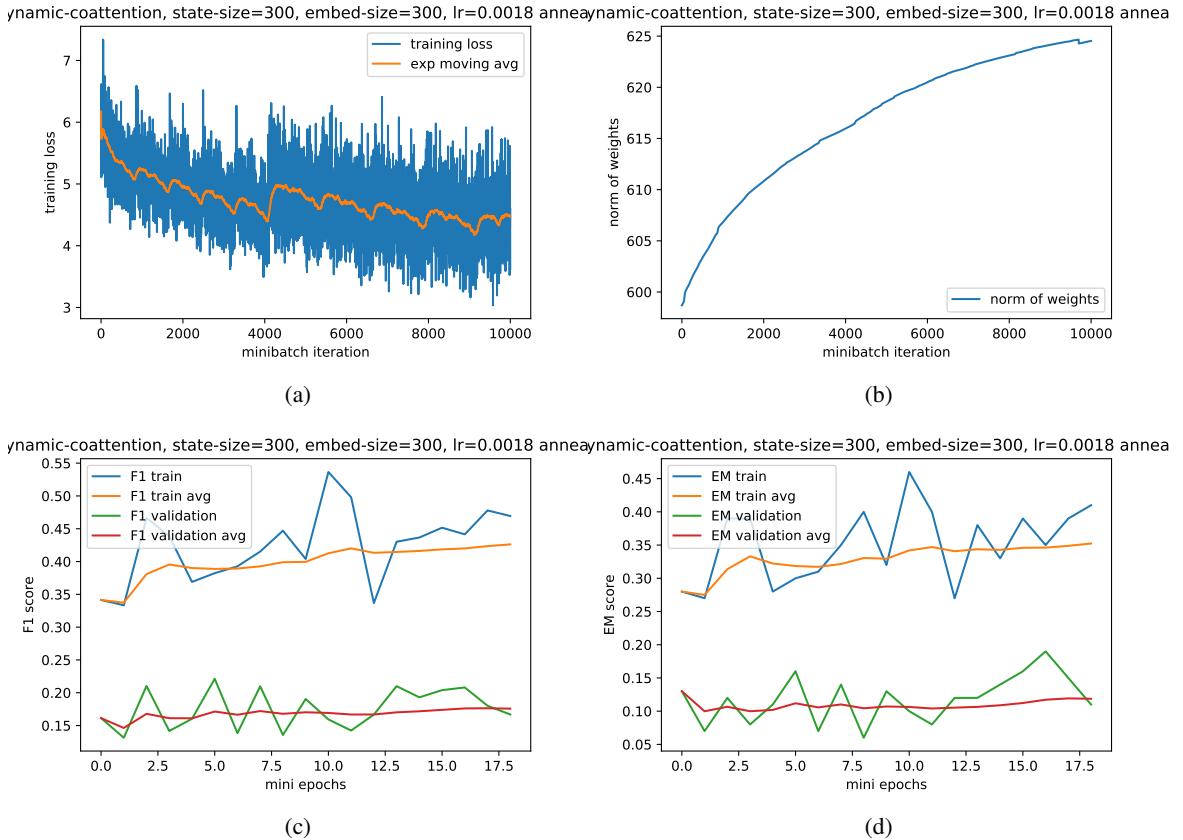 ynamic-coattention, state-size=300, embed-size=300, lr=0.0018 annea
7
6
5
4
3
training loss
training loss
exp moving avg
0
2000
4000
6000
8000
10000
minibatch iteration
(a)
ynamic-coattention, state-size=300, embed-size=300, lr=0.0018 annea
625
620
615
610
605
600
norm of weights
norm of weights
0
2000
4000
6000
8000
10000
minibatch iteration
(b)
ynamic-coattention, state-size=300, embed-size=300, lr=0.0018 annea
0.55
0.50
0.45
0.40
0.35
0.30
0.25
0.20
0.15
F1 score
F1 train
F1 train avg
F1 validation
F1 validation avg
0.0
2.5
5.0
7.5
10.0
12.5
15.0
17.5
mini epochs
(c)
ynamic-coattention, state-size=300, embed-size=300, lr=0.0018 annea
0.45
0.40
0.35
0.30
0.25
0.20
0.15
0.10
0.05
EM score
EM train
EM train avg
EM validation
EM validation avg
0.0
2.5
5.0
7.5
10.0
12.5
15.0
17.5
mini epochs
(d)